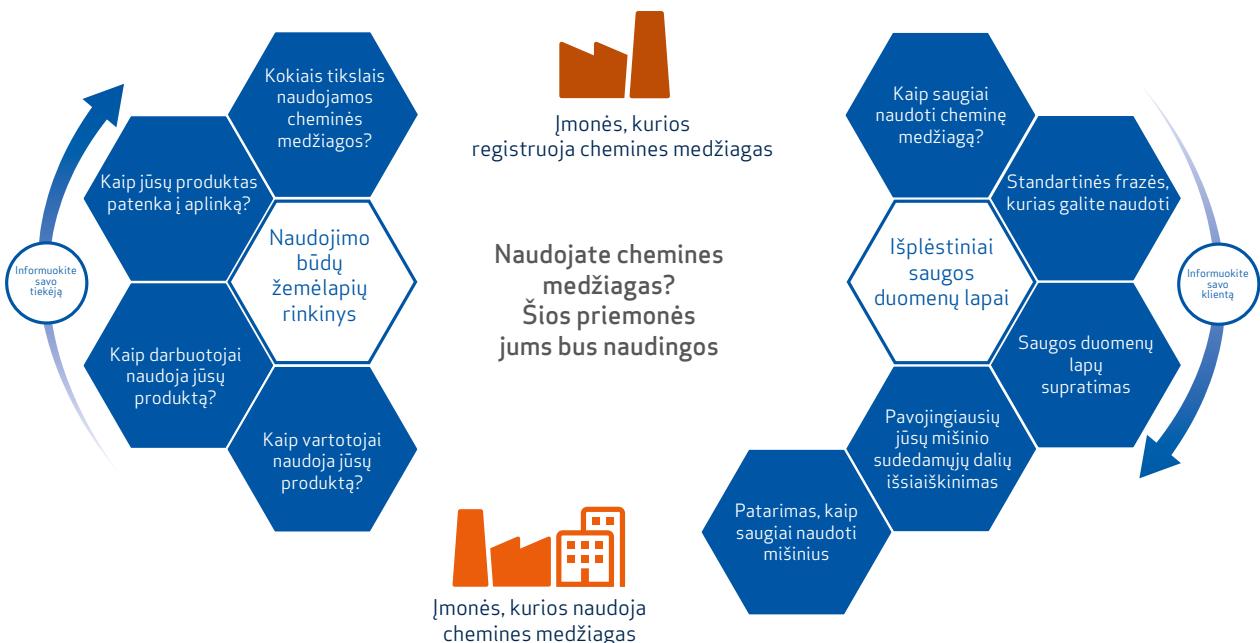 Kokiais tikslais
naudojamos
cheminės
medžiagos?
Kaip jūsų produktas
patenka į aplinką?
Naudojimo
būdų
žemėlapių
rinkinys
Informuokite
savo
tiekėją
Kaip darbuotojai
naudoja jūsų
produktą?
Kaip vartotojai
naudoja jūsų
produktą?
Įmonės, kurios
registruoja chemines medžiagas
Naudojate chemines
medžiagas?
Šios priemonės
jums bus naudingos
Įmonės, kurios naudoja
chemines medžiagas
Kaip saugiai
naudoti cheminę
medžiagą?
Standartinės frazės,
kurias galite naudoti
Išplėstiniai
saugos
duomenų lapai
Informuokite
savo
klientą
Saugos duomenų
lapų
supratimas
Pavojingiausių
jūsų mišinio
sudedamųjų dalių
išsiaiškinimas
Patarimas, kaip
saugiai naudoti
mišinius